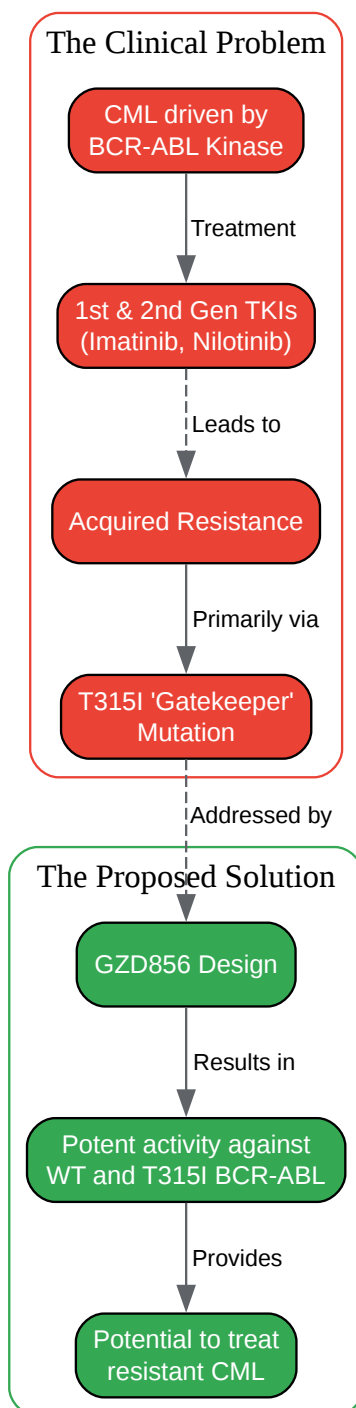 The Clinical Problem
CML driven by
BCR-ABL Kinase
Treatment
1st & 2nd Gen TKIs
(Imatinib, Nilotinib)
Leads to
Acquired Resistance
Primarily via
T315I 'Gatekeeper'
Mutation
Addressed by
The Proposed Solution
GZD856 Design
Results in
Potent activity against
WT and T315I BCR-ABL
Provides
Potential to treat
resistant CML